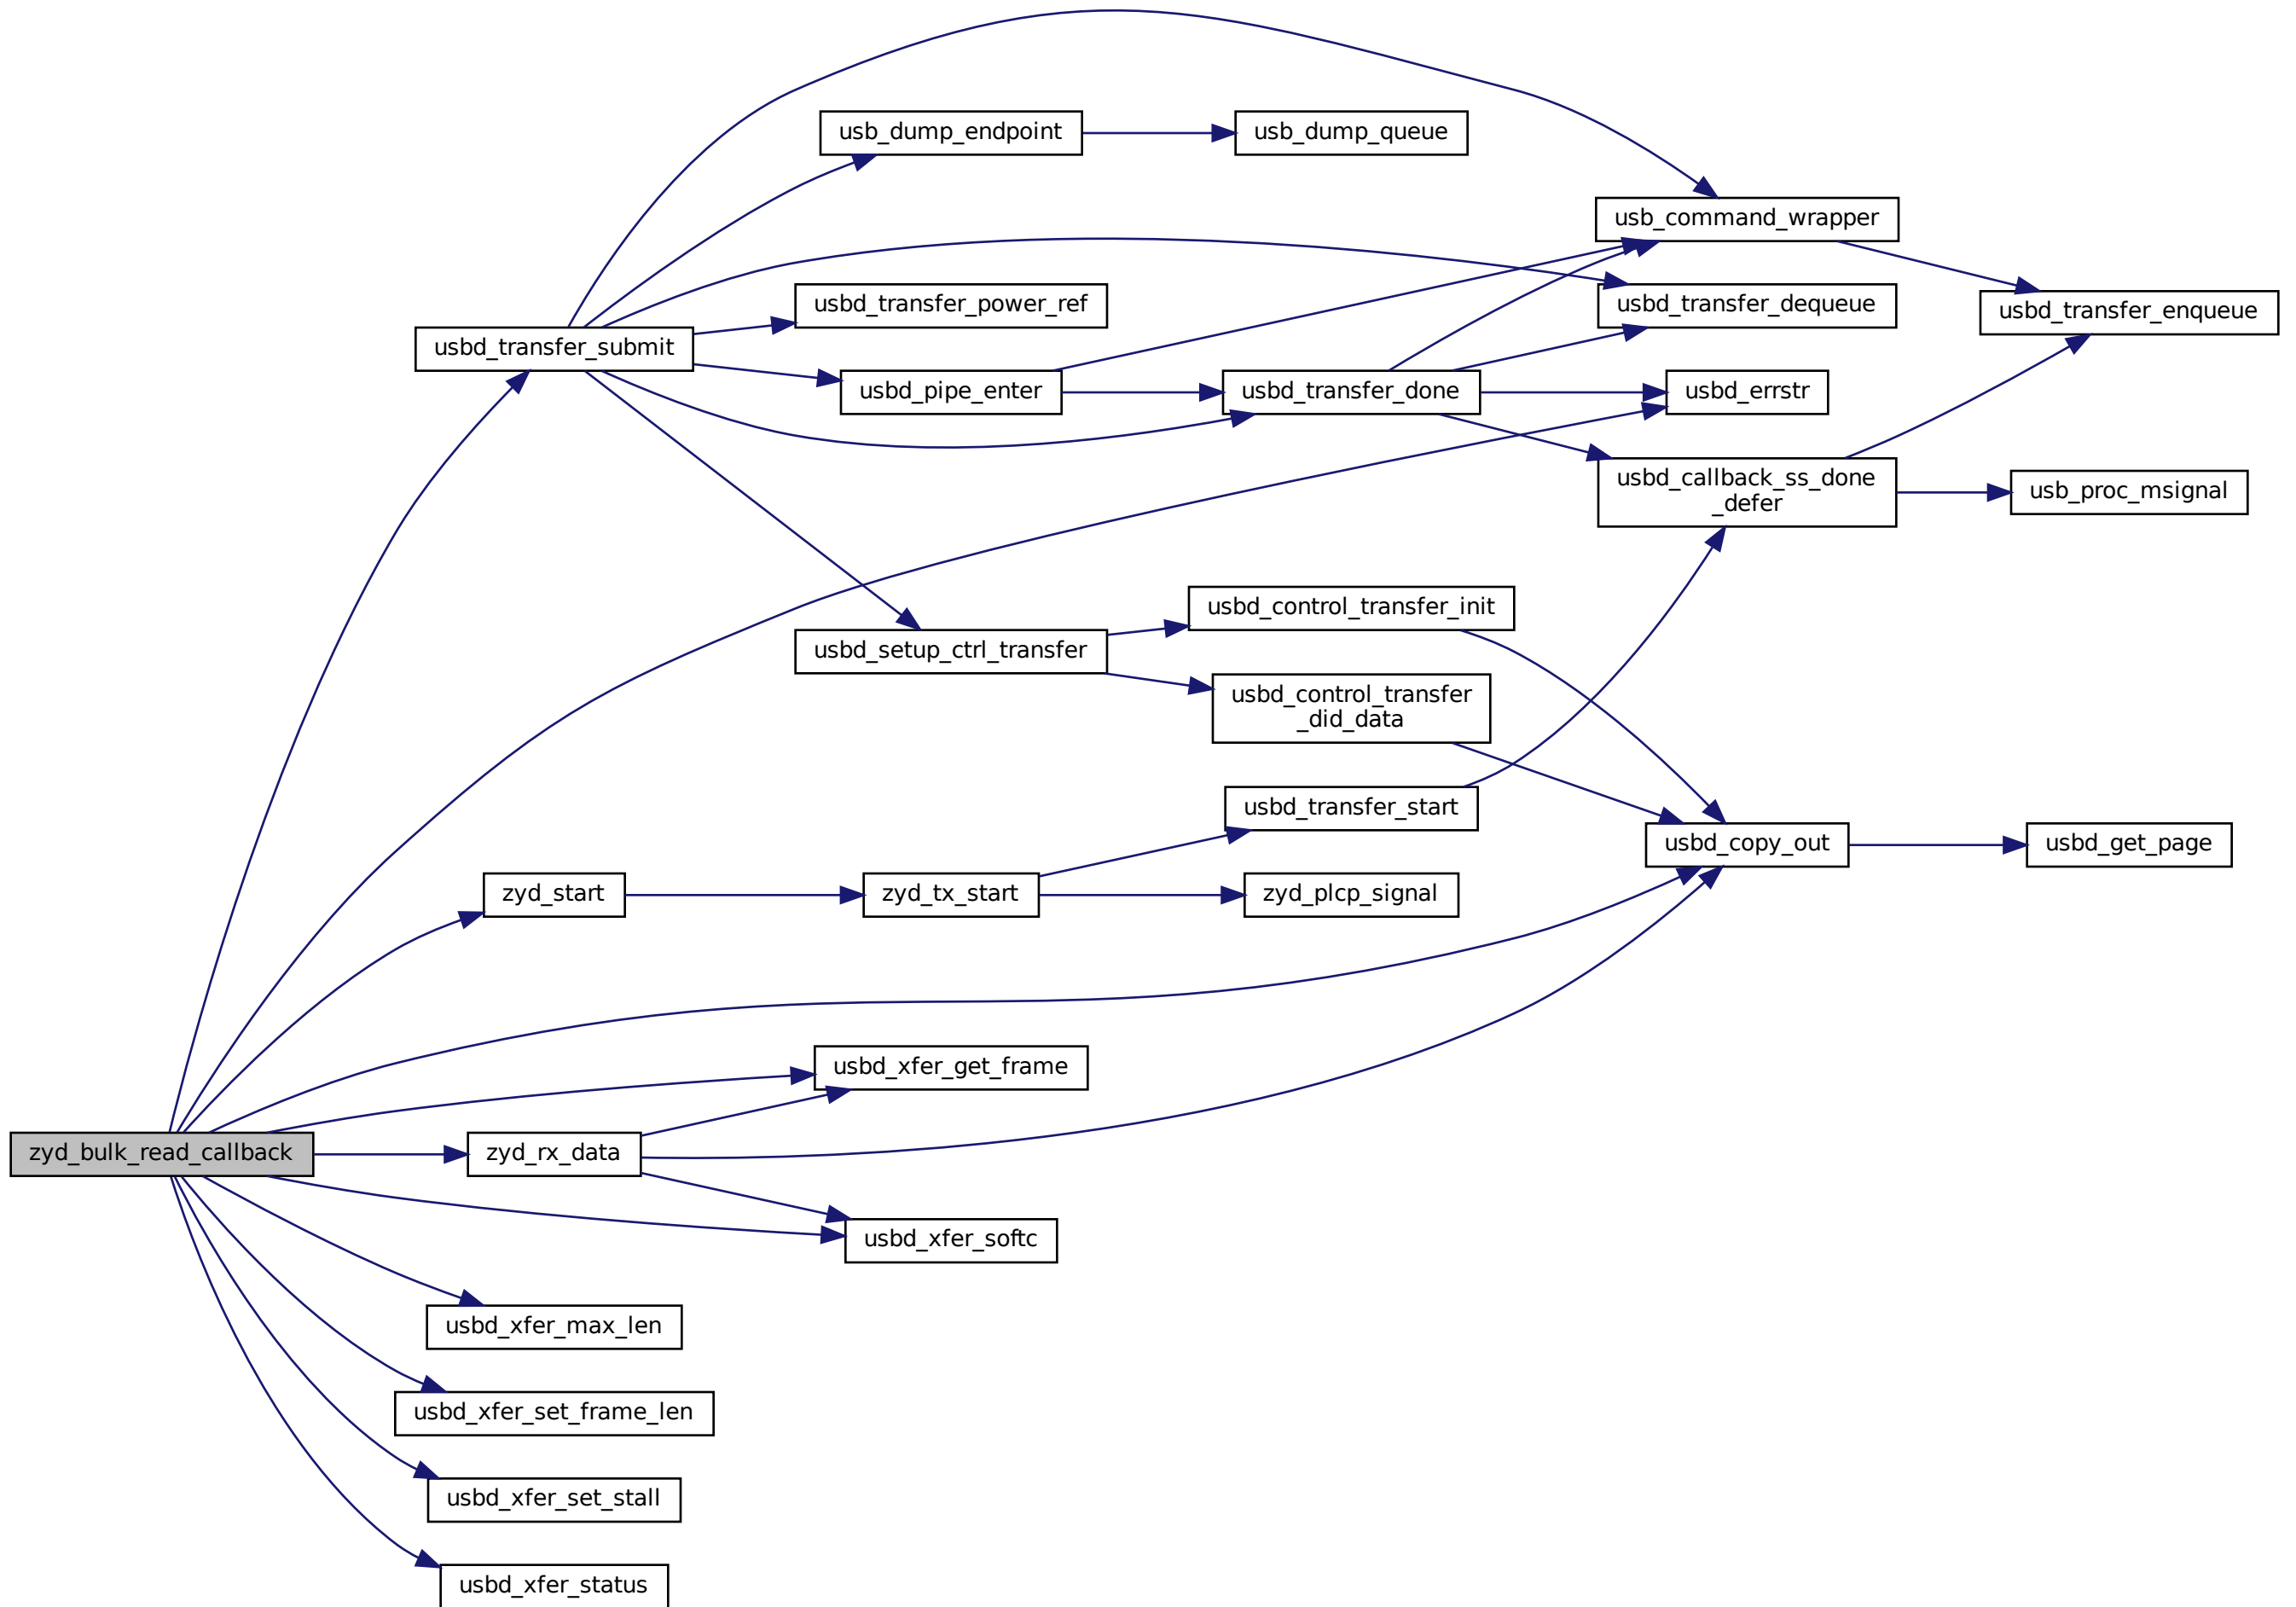 usb_dump_endpoint
usb_dump_queue
usb_command_wrapper
usbd_transfer_power_ref
usbd_transfer_dequeue
usbd_transfer_enqueue
usbd_transfer_submit
usbd_pipe_enter
usbd_transfer_done
usbd_errstr
usbd_callback_ss_done
_defer
usb_proc_msignal
usbd_control_transfer_init
usbd_setup_ctrl_transfer
usbd_control_transfer
_did_data
usbd_transfer_start
usbd_copy_out
usbd_get_page
zyd_start
zyd_tx_start
zyd_plcp_signal
usbd_xfer_get_frame
zyd_bulk_read_callback
zyd_rx_data
usbd_xfer_softc
usbd_xfer_max_len
usbd_xfer_set_frame_len
usbd_xfer_set_stall
usbd_xfer_status